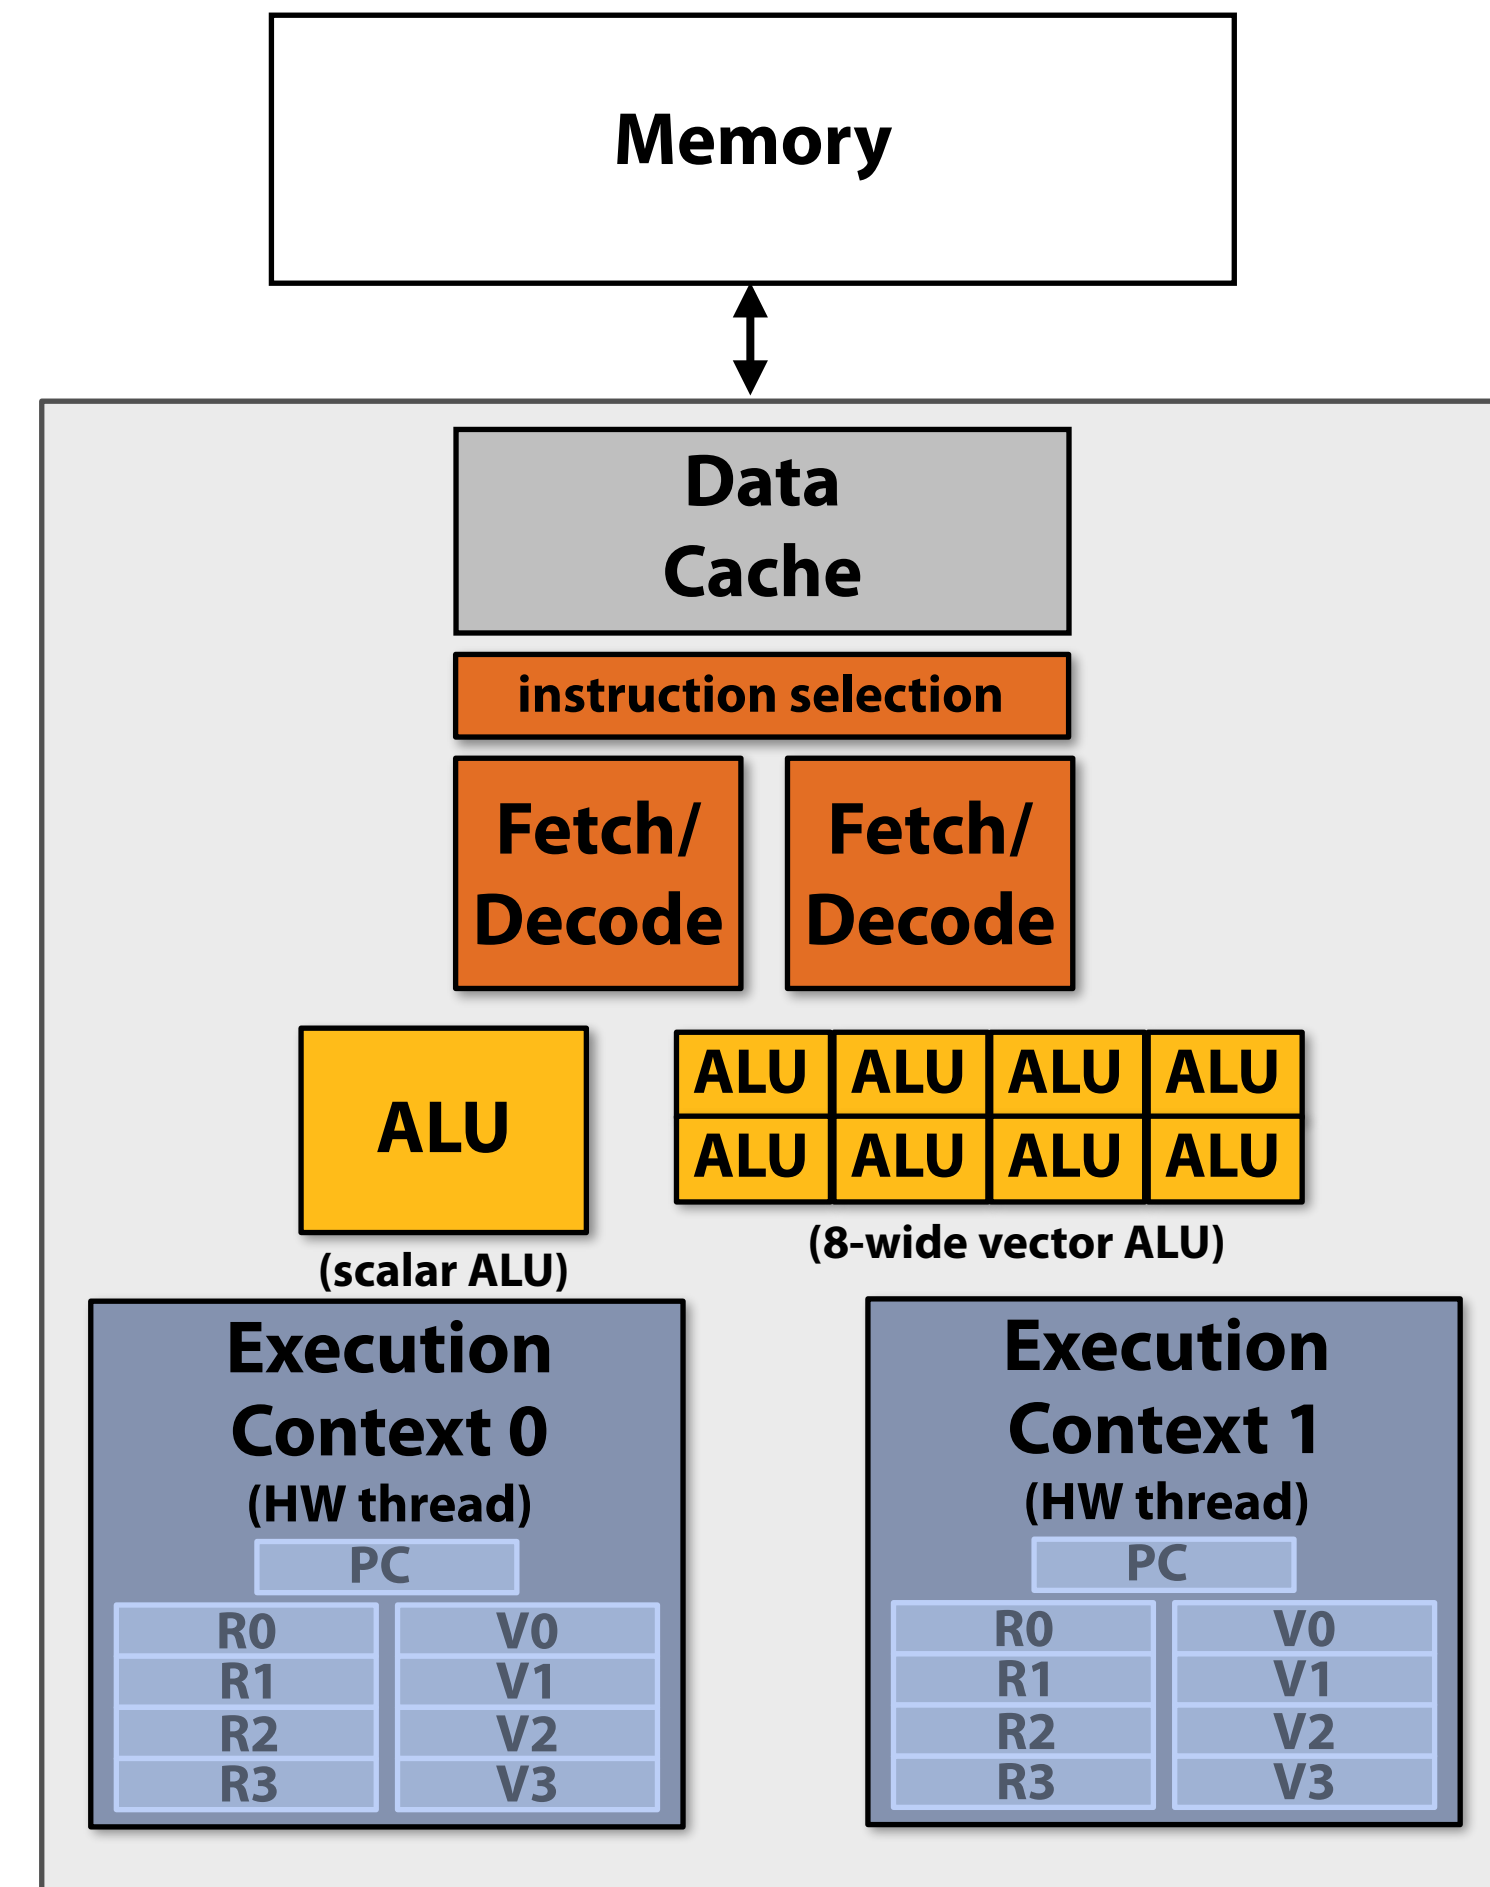 Memory
Data
Cache
instruction selection
Fetch/
Decode
Fetch/
Decode
ALU
(scalar ALU)
ALU ALU ALU ALU
ALU ALU ALU ALU
(8-wide vector ALU)
Execution
Context 0
(HW thread)
PC
R0 V0
R1 V1
R2 V2
R3 V3
Execution
Context 1
(HW thread)
PC
R0 V0
R1 V1
R2 V2
R3 V3